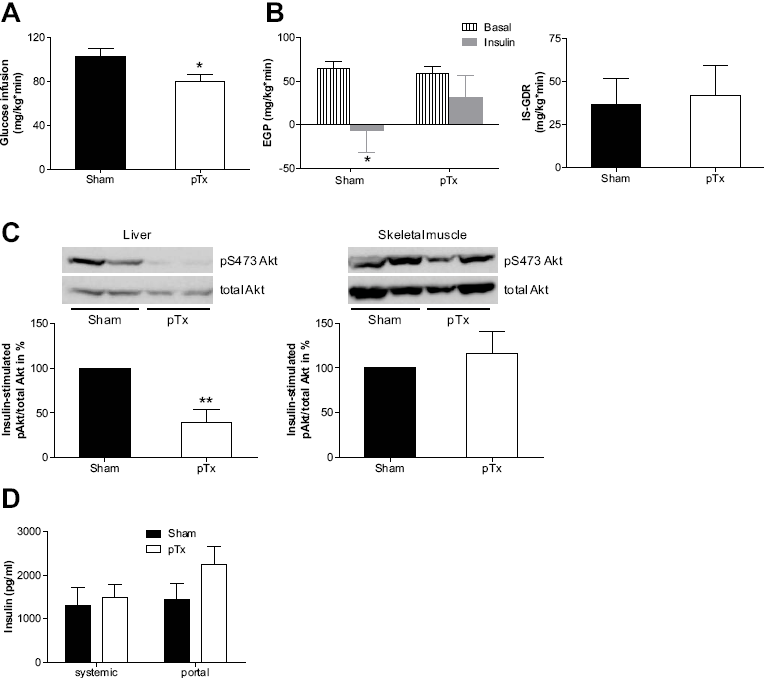 A
Glucose infusion
(mg/kg*min)
120
80
40
0
*
Sham
pTx
B
EGP (mg/kg*min)
100
50
0
-50
Basal
Insulin
*
Sham
pTx
IS-GDR
(mg/kg*min)
75
50
25
0
Sham
pTx
C
Liver
pS473 Akt
total Akt
Sham
pTx
Insulin-stimulated
pAkt/total Akt in %
150
100
50
0
**
Sham
pTx
Skeletal muscle
pS473 Akt
total Akt
Sham
pTx
Insulin-stimulated
pAkt/total Akt in %
150
100
50
0
Sham
pTx
D
Insulin (pg/ml)
3000
2000
1000
0
Sham
pTx
systemic
portal